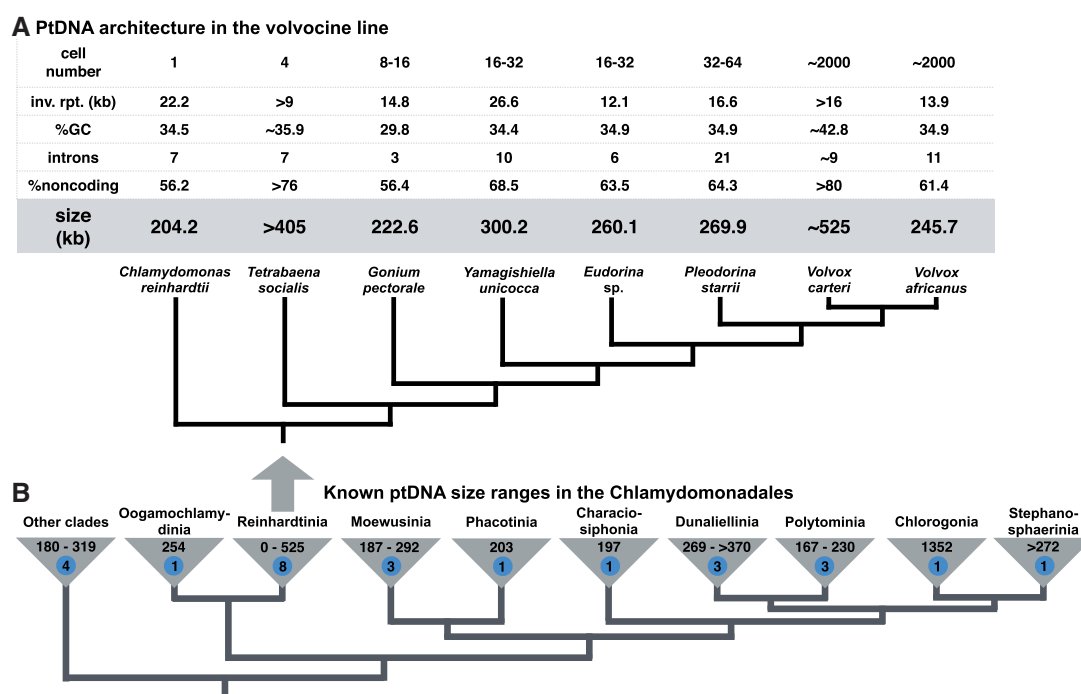 A PtDNA architecture in the volvocine line
cell number 1 4 8-16 16-32 16-32 32-64 ~2000 ~2000
inv. rpt. (kb) 22.2 >9 14.8 26.6 12.1 16.6 >16 13.9
%GC 34.5 ~35.9 29.8 34.4 34.9 34.9 ~42.8 34.9
introns 7 7 3 10 6 21 ~9 11
%noncoding 56.2 >76 56.4 68.5 63.5 64.3 >80 61.4
size (kb) 204.2 >405 222.6 300.2 260.1 269.9 ~525 245.7
Chlamydomonas reinhardtii
Tetrabaena socialis
Gonium pectorale
Yamagishiella unicocca
Eudorina sp.
Pleodorina starrii
Volvox carteri
Volvox africanus
B Known ptDNA size ranges in the Chlamydomonadales
Other clades
180 - 319
4
Oogamochlamy-
dinia
254
1
Reinhardtinia
0 - 525
8
Moewusinia
187 - 292
3
Phacotinia
203
1
Characio-
siphonia
197
1
Dunaliellinia
269 - >370
3
Polytominia
167 - 230
3
Chlorogonia
1352
1
Stephano-
sphaerinia
>272
1